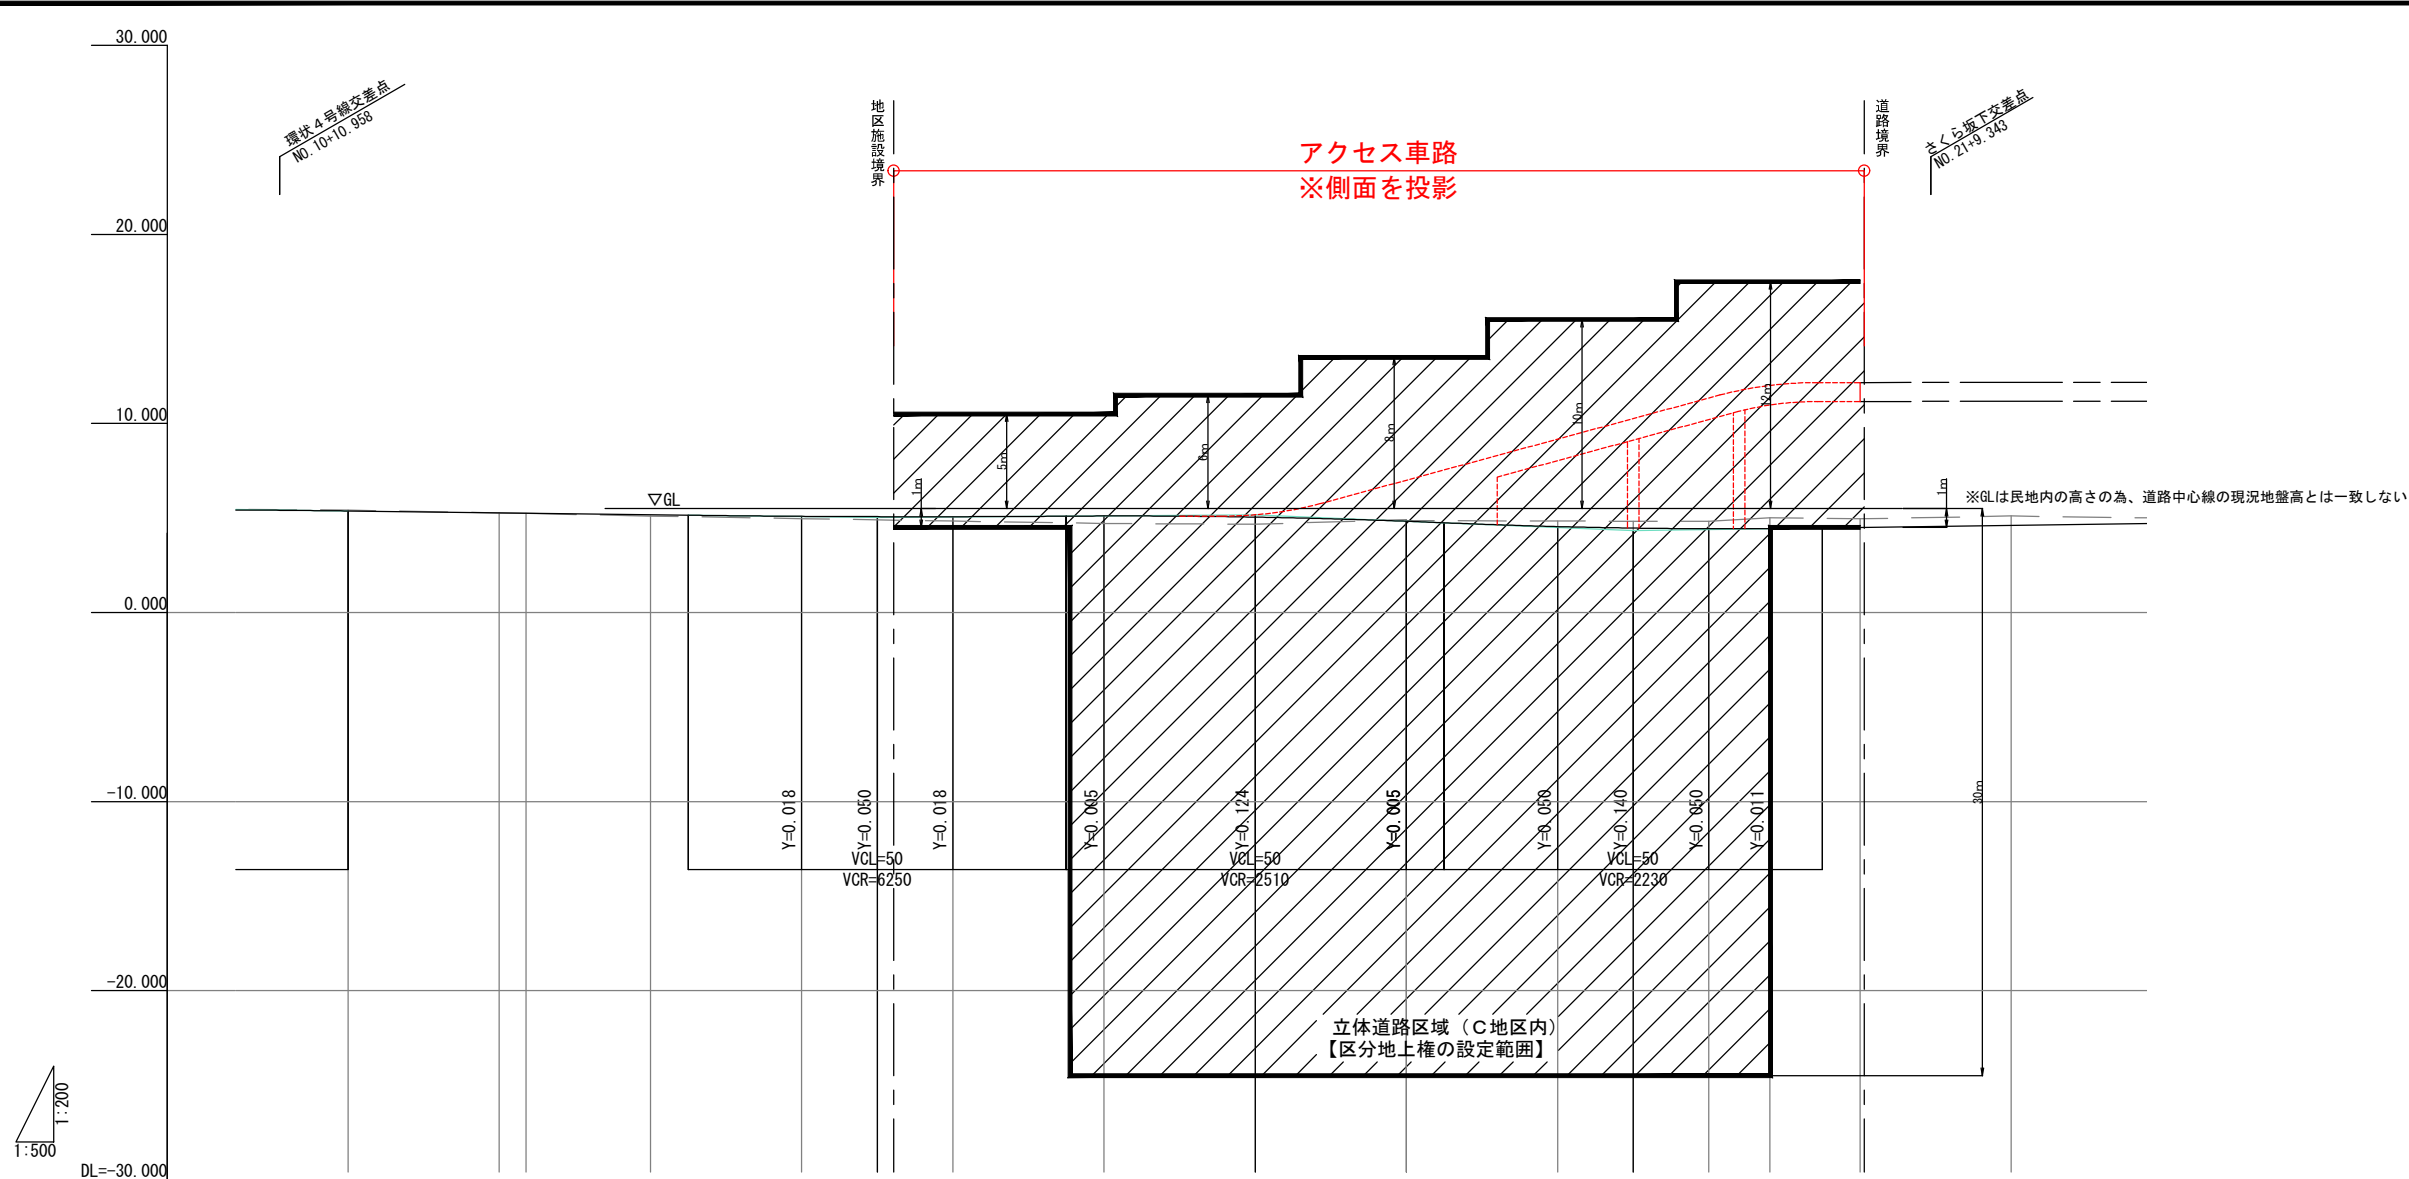 30.000
環状４号線交差点
NO.10+10.958
地区施設境界
アクセス車路
※側面を投影
道路境界
さくら坂下交差点
NO.21+9.343
20.000
10.000
5m
6m
8m
10m
12m
1m
▽GL
1m
※GLは民地内の高さの為、道路中心線の現況地盤高とは一致しない
0.000
-10.000
30m
Y=0.018
Y=0.050
Y=0.018
Y=0.005
Y=0.124
Y=0.005
Y=0.050
Y=0.140
Y=0.050
Y=0.011
VCL=50
VCR=6250
VCL=50
VCR=2510
VCL=50
VCR=2230
-20.000
立体道路区域（Ｃ地区内）
【区分地上権の設定範囲】
1:200
1:500
DL=-30.000